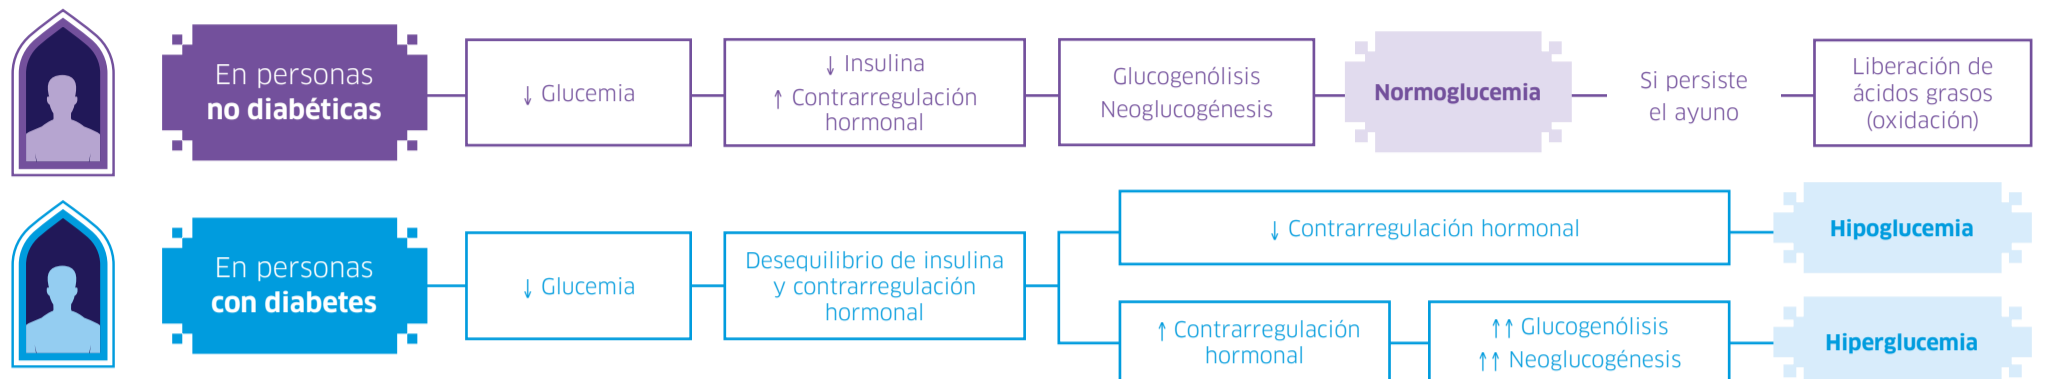 En personas
no diabéticas
↓ Glucemia
↓ Insulina
↑ Contrarregulación
hormonal
Glucogenólisis
Neoglucogénesis
Normoglucemia
Si persiste
el ayuno
Liberación de
ácidos grasos
(oxidación)
En personas
con diabetes
↓ Glucemia
Desequilibrio de insulina
y contrarregulación
hormonal
↓ Contrarregulación hormonal
Hipoglucemia
↑ Contrarregulación
hormonal
↑↑ Glucogenólisis
↑↑ Neoglucogénesis
Hiperglucemia